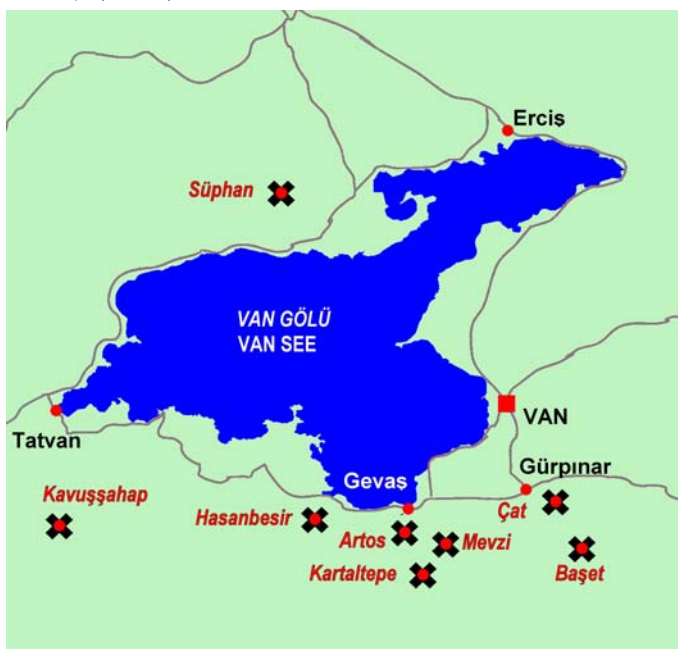 Erciş
Süphan
VAN GÖLÜ
VAN SEE
VAN
Tatvan
Gevaş
Gürpınar
Kavuşşahap
Hasanbesir
Çat
Artos
Mevzi
Kartaltepe
Başet